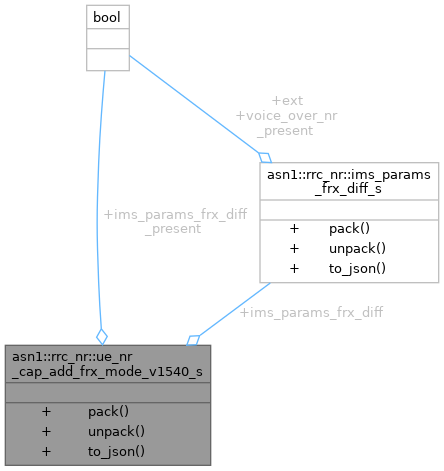 bool
+ext
+voice_over_nr
_present
asn1::rrc_nr::ims_params
_frx_diff_s
+ pack()
+ unpack()
+ to_json()
+ims_params_frx_diff
_present
+ims_params_frx_diff
asn1::rrc_nr::ue_nr
_cap_add_frx_mode_v1540_s
+ pack()
+ unpack()
+ to_json()